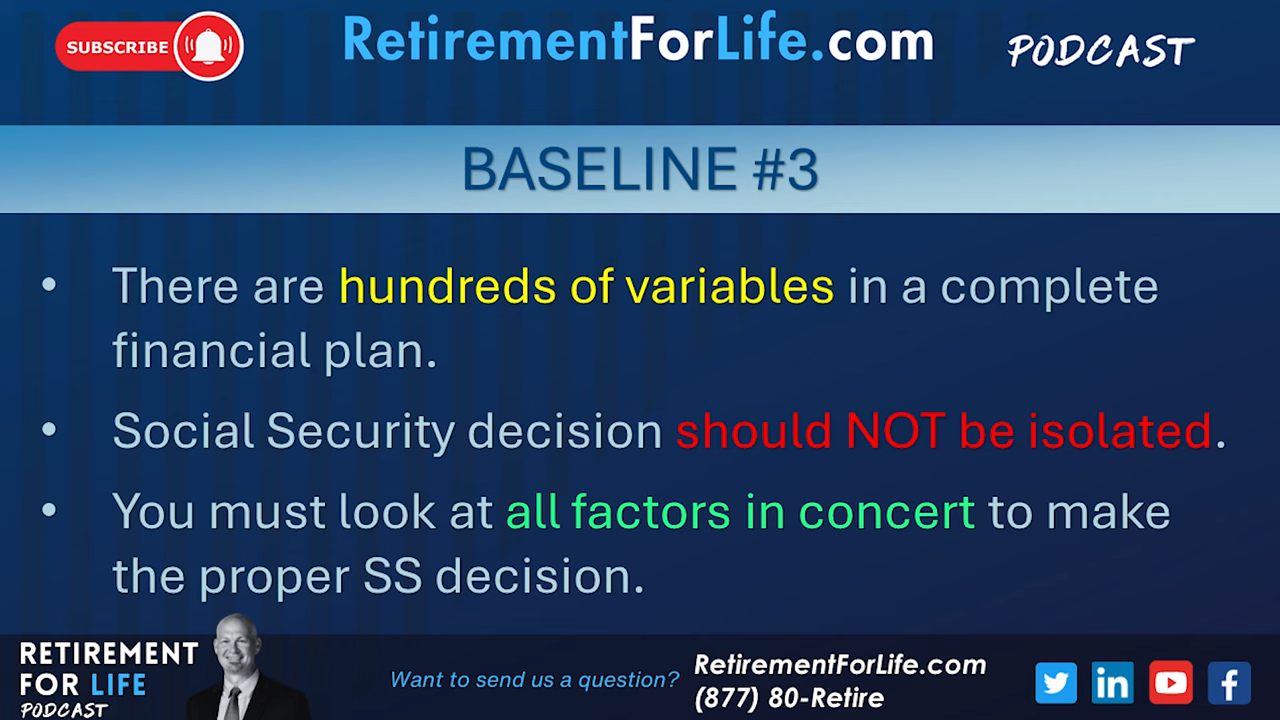 SUBSCRIBE
RetirementForLife.com
PODCAST
BASELINE #3
• There are hundreds of variables in a complete
financial plan.
• Social Security decision should NOT be isolated.
• You must look at all factors in concert to make
the proper SS decision.
RETIREMENT
FOR LIFE
PODCAST
Want to send us a question?
RetirementForLife.com
(877) 80-Retire
in
f